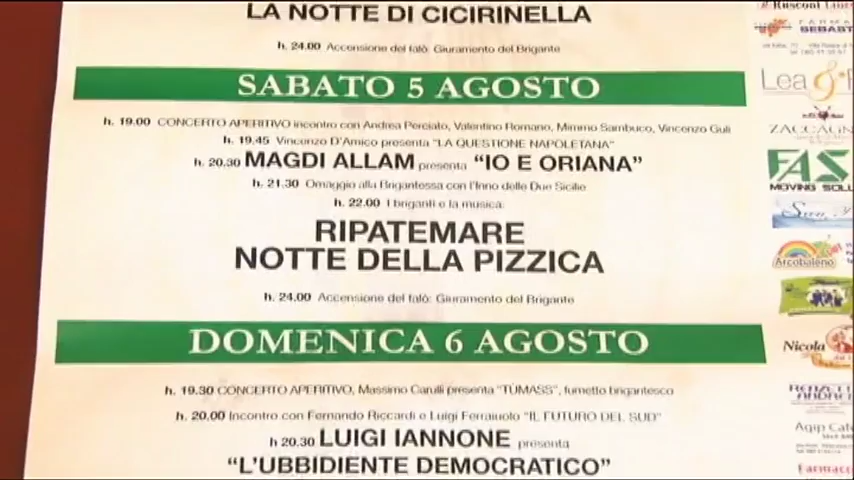 LA NOTTE DI CICIRINELLA
h. 24.00 Accensione del falò: Giuramento del Brigante
SABATO 5 AGOSTO
h. 19.00 CONCERTO APERITIVO incontro con Andrea Perciato, Valentino Romano, Mimmo Sambuco, Vincenzo Gulì
h. 19.45 Vincenzo D'Amico presenta "LA QUESTIONE NAPOLETANA"
h. 20.30 MAGDI ALLAM presenta "IO E ORIANA"
h. 21.30 Omaggio alla Brigantessa con l'Inno delle Due Sicilie
h. 22.00 I briganti e la musica:
RIPATEMARE
NOTTE DELLA PIZZICA
h. 24.00 Accensione del falò: Giuramento del Brigante
DOMENICA 6 AGOSTO
h. 19.30 CONCERTO APERITIVO, Massimo Carulli presenta "TUMASS", fumetto brigantesco
h. 20.00 Incontro con Fernando Riccardi e Luigi Ferraiuolo "IL FUTURO DEL SUD"
h 20.30 LUIGI IANNONE presenta
"L'UBBIDIENTE DEMOCRATICO"
Rusconi
Lea &
FAS
MOVING
Arcobaleno
Nicola